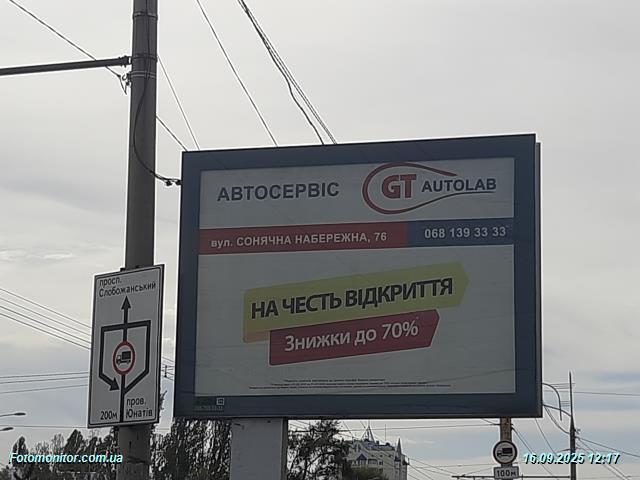 АВТОСЕРВІС
GT AUTOLAB
вул. СОНЯЧНА НАБЕРЕЖНА, 76
068 139 33 33
НА ЧЕСТЬ ВІДКРИТТЯ
Знижки до 70%
просп.
Слобожанський
200м
пров.
Юнатів
100м
Fotomonitor.com.ua
16.09.2025 12:17